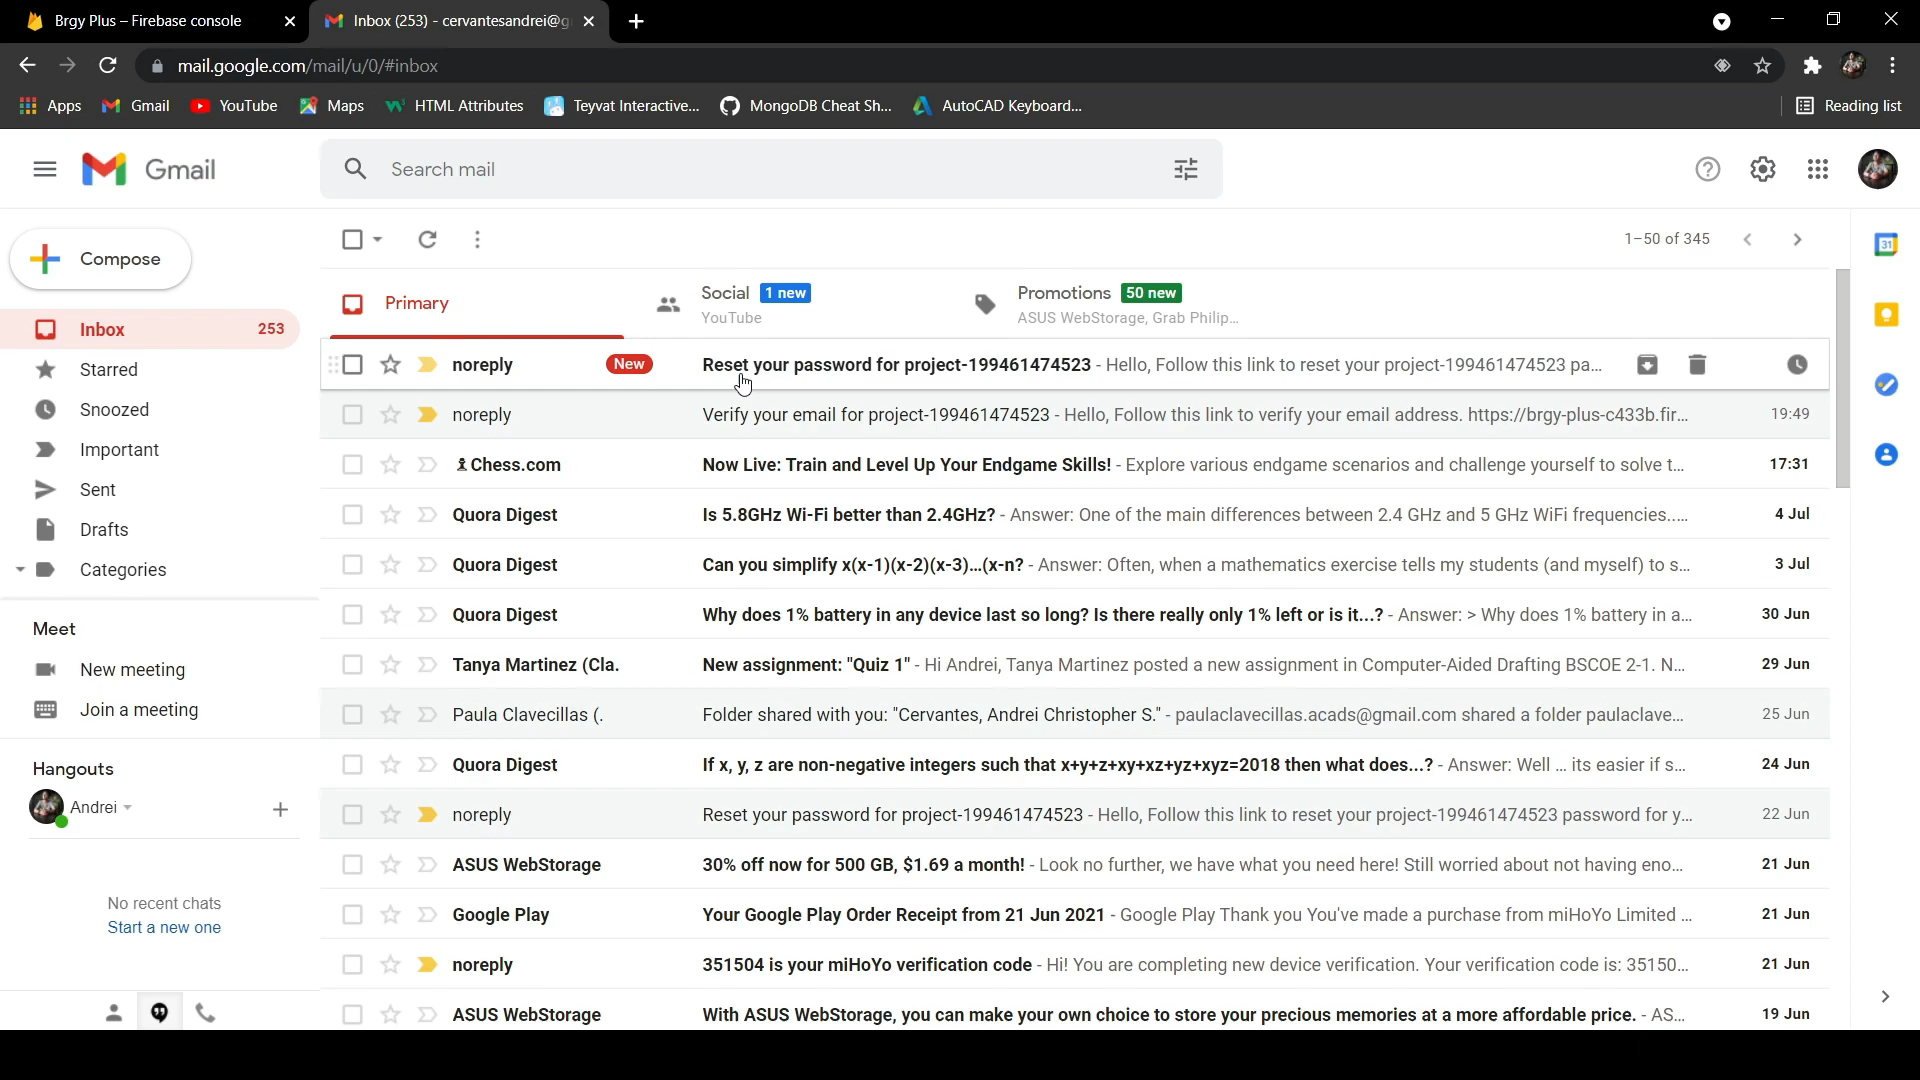 Brgy Plus – Firebase console
Inbox (253) - cervantesandrei@g
mail.google.com/mail/u/0/#inbox
Apps Gmail YouTube Maps HTML Attributes Teyvat Interactive... MongoDB Cheat Sh... AutoCAD Keyboard... Reading list
Gmail
Search mail
Compose
1–50 of 345
Primary
Social 1 new
YouTube
Promotions 50 new
ASUS WebStorage, Grab Philip...
Inbox 253
Starred
Snoozed
Important
Sent
Drafts
Categories
Meet
New meeting
Join a meeting
Hangouts
Andrei
No recent chats
Start a new one
noreply New Reset your password for project-199461474523 - Hello, Follow this link to reset your project-199461474523 pa...
noreply Verify your email for project-199461474523 - Hello, Follow this link to verify your email address. https://brgy-plus-c433b.fir... 19:49
Chess.com Now Live: Train and Level Up Your Endgame Skills! - Explore various endgame scenarios and challenge yourself to solve t... 17:31
Quora Digest Is 5.8GHz Wi-Fi better than 2.4GHz? - Answer: One of the main differences between 2.4 GHz and 5 GHz WiFi frequencies..... 4 Jul
Quora Digest Can you simplify x(x-1)(x-2)(x-3)...(x-n? - Answer: Often, when a mathematics exercise tells my students (and myself) to s... 3 Jul
Quora Digest Why does 1% battery in any device last so long? Is there really only 1% left or is it...? - Answer: > Why does 1% battery in a... 30 Jun
Tanya Martinez (Cla. New assignment: "Quiz 1" - Hi Andrei, Tanya Martinez posted a new assignment in Computer-Aided Drafting BSCOE 2-1. N... 29 Jun
Paula Clavecillas (. Folder shared with you: "Cervantes, Andrei Christopher S." - paulaclavecillas.acads@gmail.com shared a folder paulaclave... 25 Jun
Quora Digest If x, y, z are non-negative integers such that x+y+z+xy+xz+yz+xyz=2018 then what does...? - Answer: Well ... its easier if s... 24 Jun
noreply Reset your password for project-199461474523 - Hello, Follow this link to reset your project-199461474523 password for y... 22 Jun
ASUS WebStorage 30% off now for 500 GB, $1.69 a month! - Look no further, we have what you need here! Still worried about not having eno... 21 Jun
Google Play Your Google Play Order Receipt from 21 Jun 2021 - Google Play Thank you You've made a purchase from miHoYo Limited ... 21 Jun
noreply 351504 is your miHoYo verification code - Hi! You are completing new device verification. Your verification code is: 35150... 21 Jun
ASUS WebStorage With ASUS WebStorage, you can make your own choice to store your precious memories at a more affordable price. - AS... 19 Jun
31